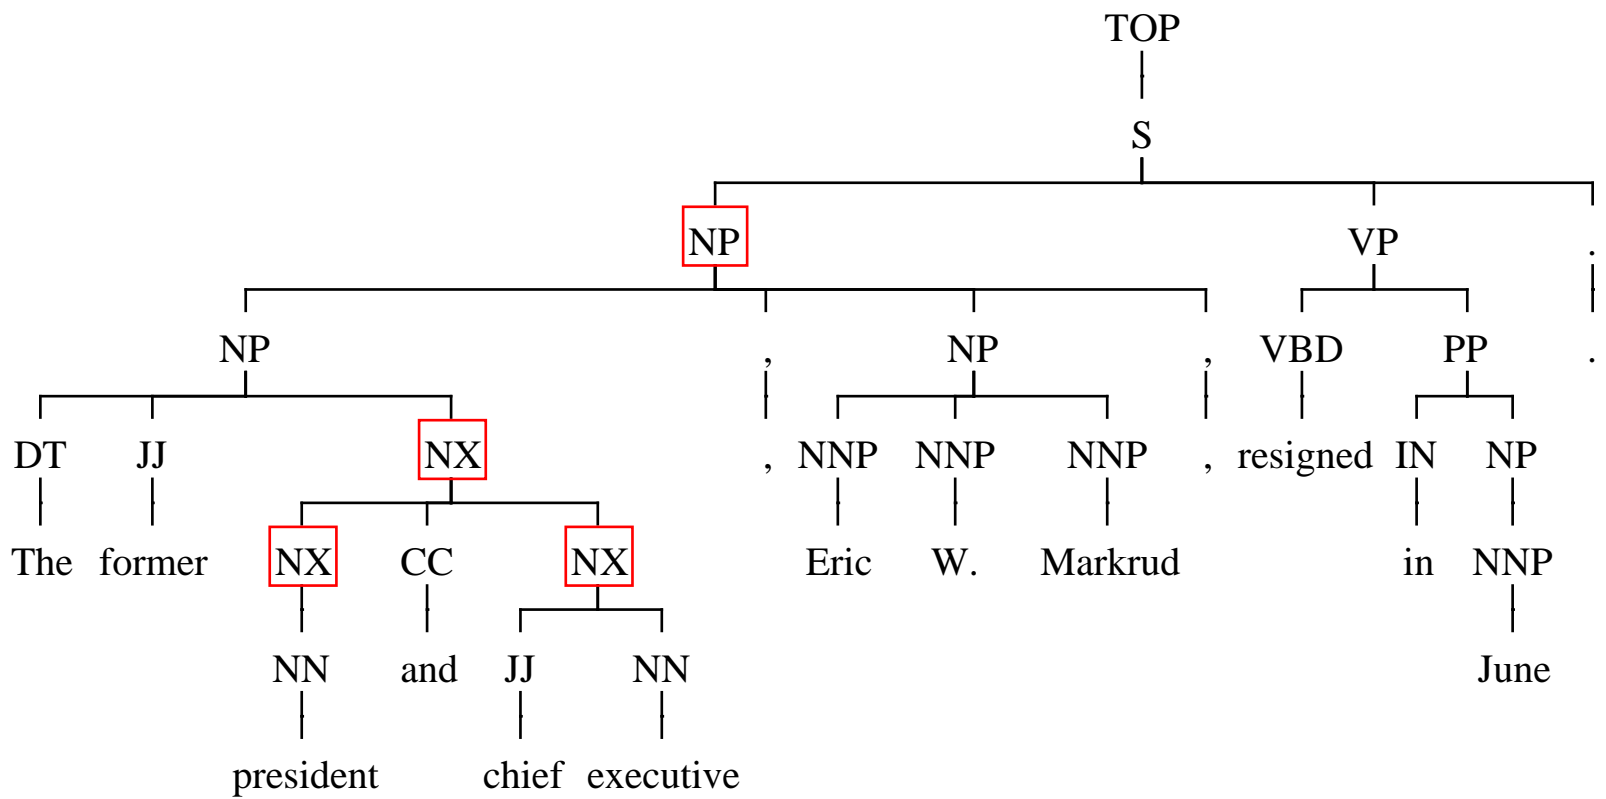 TOP
S
NP VP .
NP , NP , VBD PP .
DT JJ NX , NNP NNP NNP , resigned IN NP
The former NX CC NX Eric W. Markrud in NNP
NN and JJ NN June
president chief executive